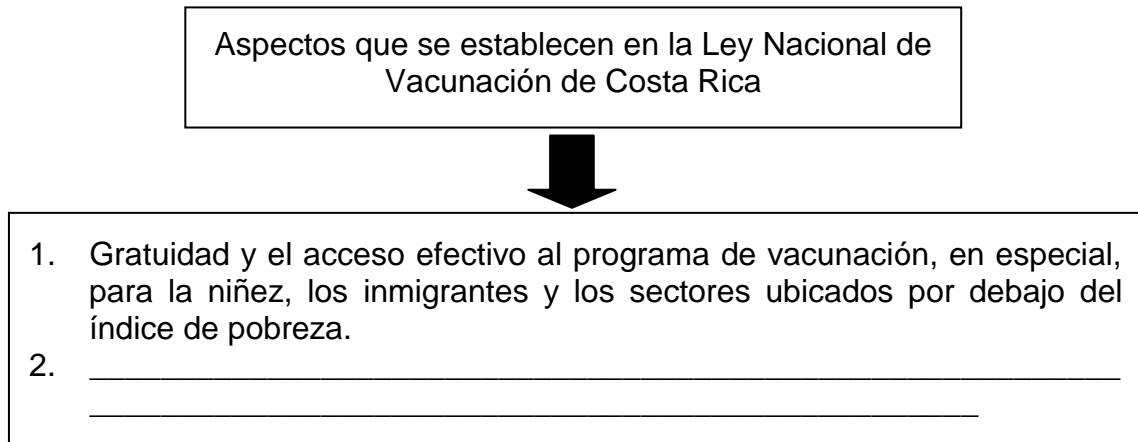 Aspectos que se establecen en la Ley Nacional de
Vacunación de Costa Rica
1. Gratuidad y el acceso efectivo al programa de vacunación, en especial,
para la niñez, los inmigrantes y los sectores ubicados por debajo del
índice de pobreza.
2. __________________________________________________________
__________________________________________________